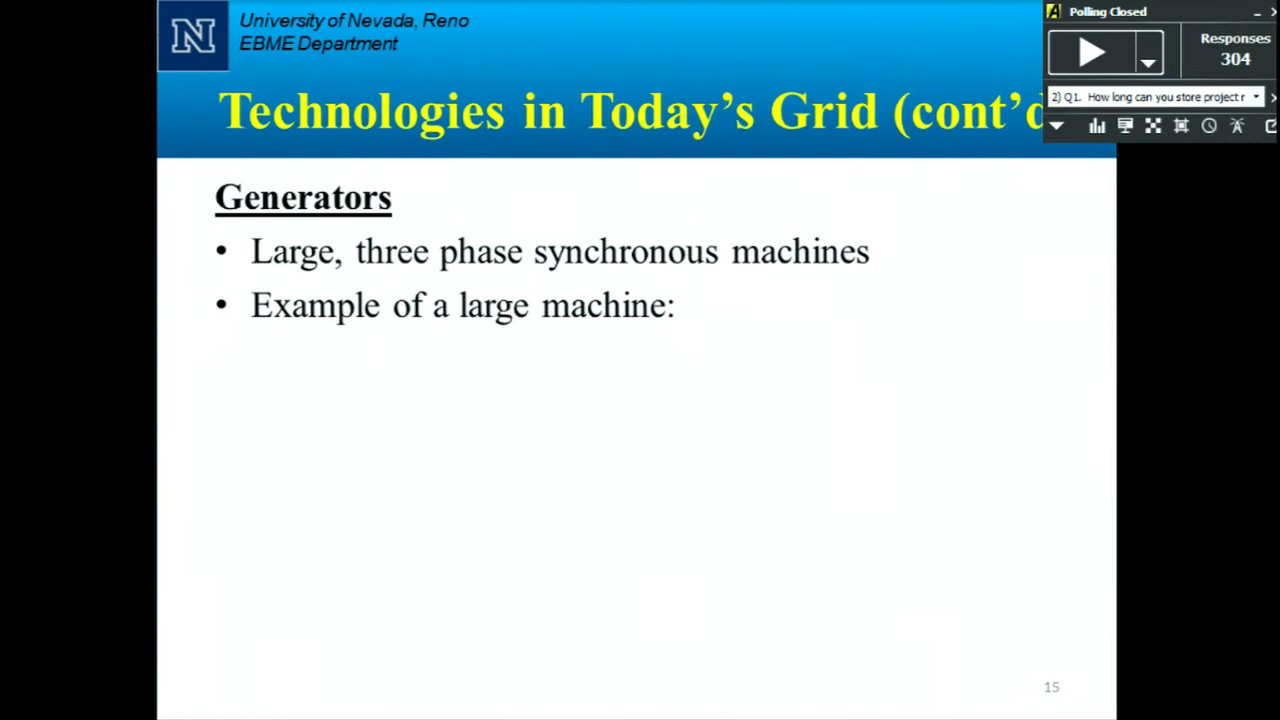 University of Nevada, Reno
EBME Department
Technologies in Today's Grid (cont'd
Polling Closed
Responses
304
2) Q1. How long can you store project r
Generators
• Large, three phase synchronous machines
• Example of a large machine:
15
N